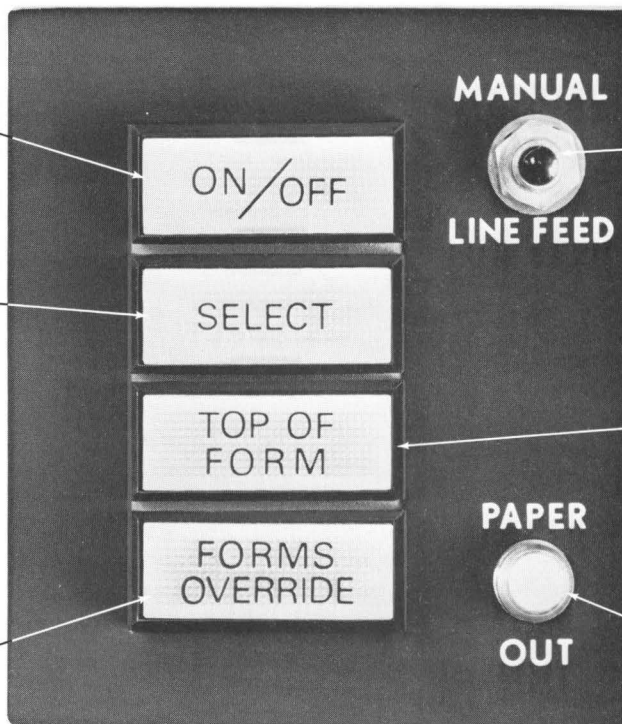 ON/OFF
SELECT
TOP OF
FORM
FORMS
OVERRIDE
MANUAL
LINE FEED
PAPER
OUT